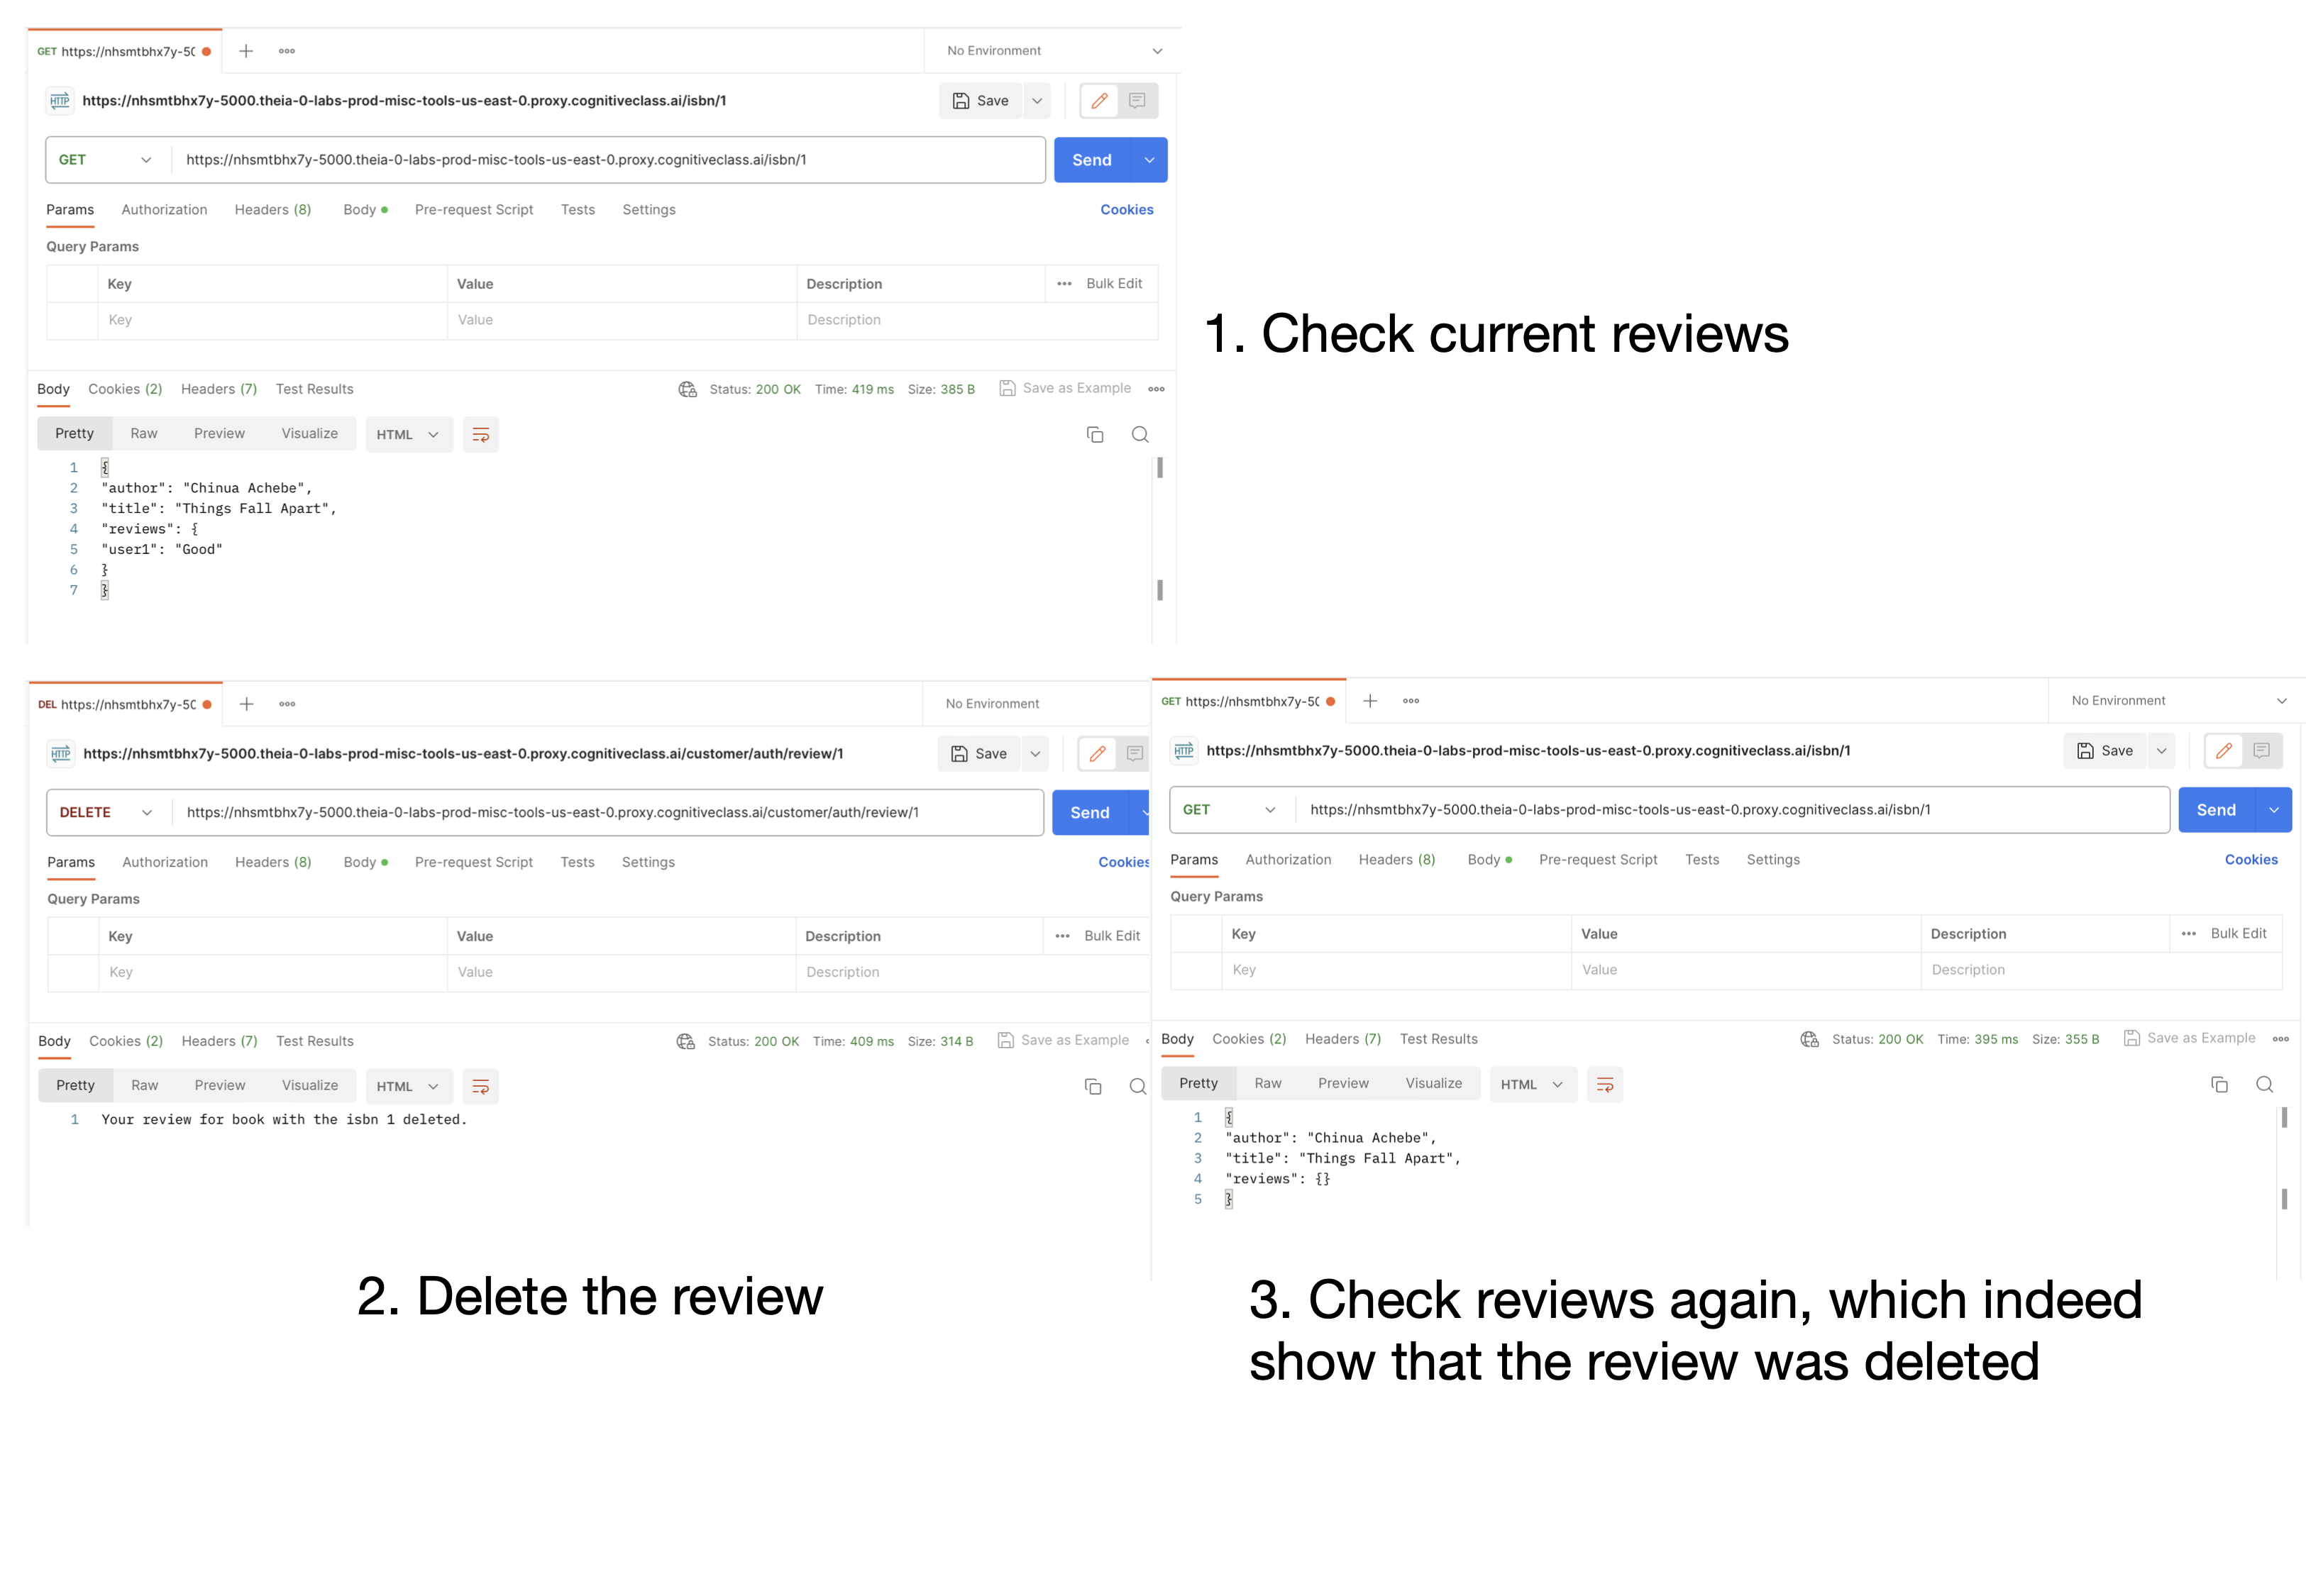 GET https://nhsmtbhx7y-50
No Environment
HTTP https://nhsmtbhx7y-5000.theia-0-labs-prod-misc-tools-us-east-0.proxy.cognitiveclass.ai/isbn/1
Save
GET https://nhsmtbhx7y-5000.theia-0-labs-prod-misc-tools-us-east-0.proxy.cognitiveclass.ai/isbn/1
Send
Params Authorization Headers (8) Body Pre-request Script Tests Settings Cookies
Query Params
Key Value Description Bulk Edit
Key Value Description
Body Cookies (2) Headers (7) Test Results Status: 200 OK Time: 419 ms Size: 385 B Save as Example
Pretty Raw Preview Visualize HTML
1 {
2 "author": "Chinua Achebe",
3 "title": "Things Fall Apart",
4 "reviews": {
5 "user1": "Good"
6 }
7 }
1. Check current reviews
DEL https://nhsmtbhx7y-50
No Environment
HTTP https://nhsmtbhx7y-5000.theia-0-labs-prod-misc-tools-us-east-0.proxy.cognitiveclass.ai/customer/auth/review/1
Save
DELETE https://nhsmtbhx7y-5000.theia-0-labs-prod-misc-tools-us-east-0.proxy.cognitiveclass.ai/customer/auth/review/1
Send
Params Authorization Headers (8) Body Pre-request Script Tests Settings Cookies
Query Params
Key Value Description Bulk Edit
Key Value Description
Body Cookies (2) Headers (7) Test Results Status: 200 OK Time: 409 ms Size: 314 B Save as Example
Pretty Raw Preview Visualize HTML
1 Your review for book with the isbn 1 deleted.
2. Delete the review
GET https://nhsmtbhx7y-50
No Environment
HTTP https://nhsmtbhx7y-5000.theia-0-labs-prod-misc-tools-us-east-0.proxy.cognitiveclass.ai/isbn/1
Save
GET https://nhsmtbhx7y-5000.theia-0-labs-prod-misc-tools-us-east-0.proxy.cognitiveclass.ai/isbn/1
Send
Params Authorization Headers (8) Body Pre-request Script Tests Settings Cookies
Query Params
Key Value Description Bulk Edit
Key Value Description
Body Cookies (2) Headers (7) Test Results Status: 200 OK Time: 395 ms Size: 355 B Save as Example
Pretty Raw Preview Visualize HTML
1 {
2 "author": "Chinua Achebe",
3 "title": "Things Fall Apart",
4 "reviews": {}
5 }
3. Check reviews again, which indeed
show that the review was deleted